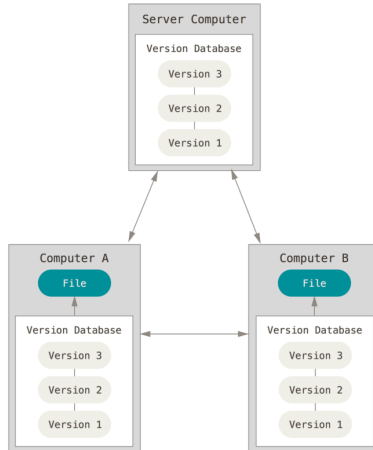 Server Computer
Version Database
Version 3
Version 2
Version 1
Computer A
File
Version Database
Version 3
Version 2
Version 1
Computer B
File
Version Database
Version 3
Version 2
Version 1